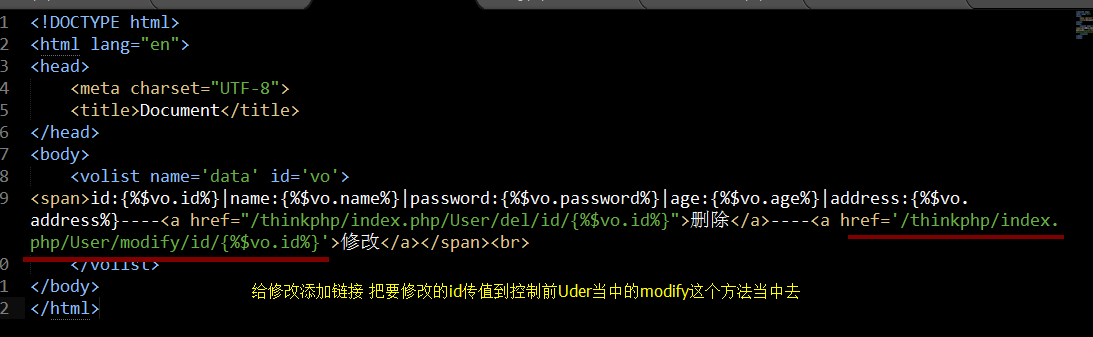 1 <!DOCTYPE html>
2 <html lang="en">
3 <head>
4 <meta charset="UTF-8">
5 <title>Document</title>
6 </head>
7 <body>
8 <volist name='data' id='vo'>
9 <span>id:{%$vo.id%}|name:{%$vo.name%}|password:{%$vo.password%}|age:{%$vo.age%}|address:{%$vo.
address%}----<a href="/thinkphp/index.php/User/del/id/{%$vo.id%}">删除</a>----<a href='/thinkphp/index.
php/User/modify/id/{%$vo.id%}'>修改</a></span><br>
0 </volist>
1 </body>
2 </html>
给修改添加链接 把要修改的id传值到控制前Uder当中的modify这个方法当中去